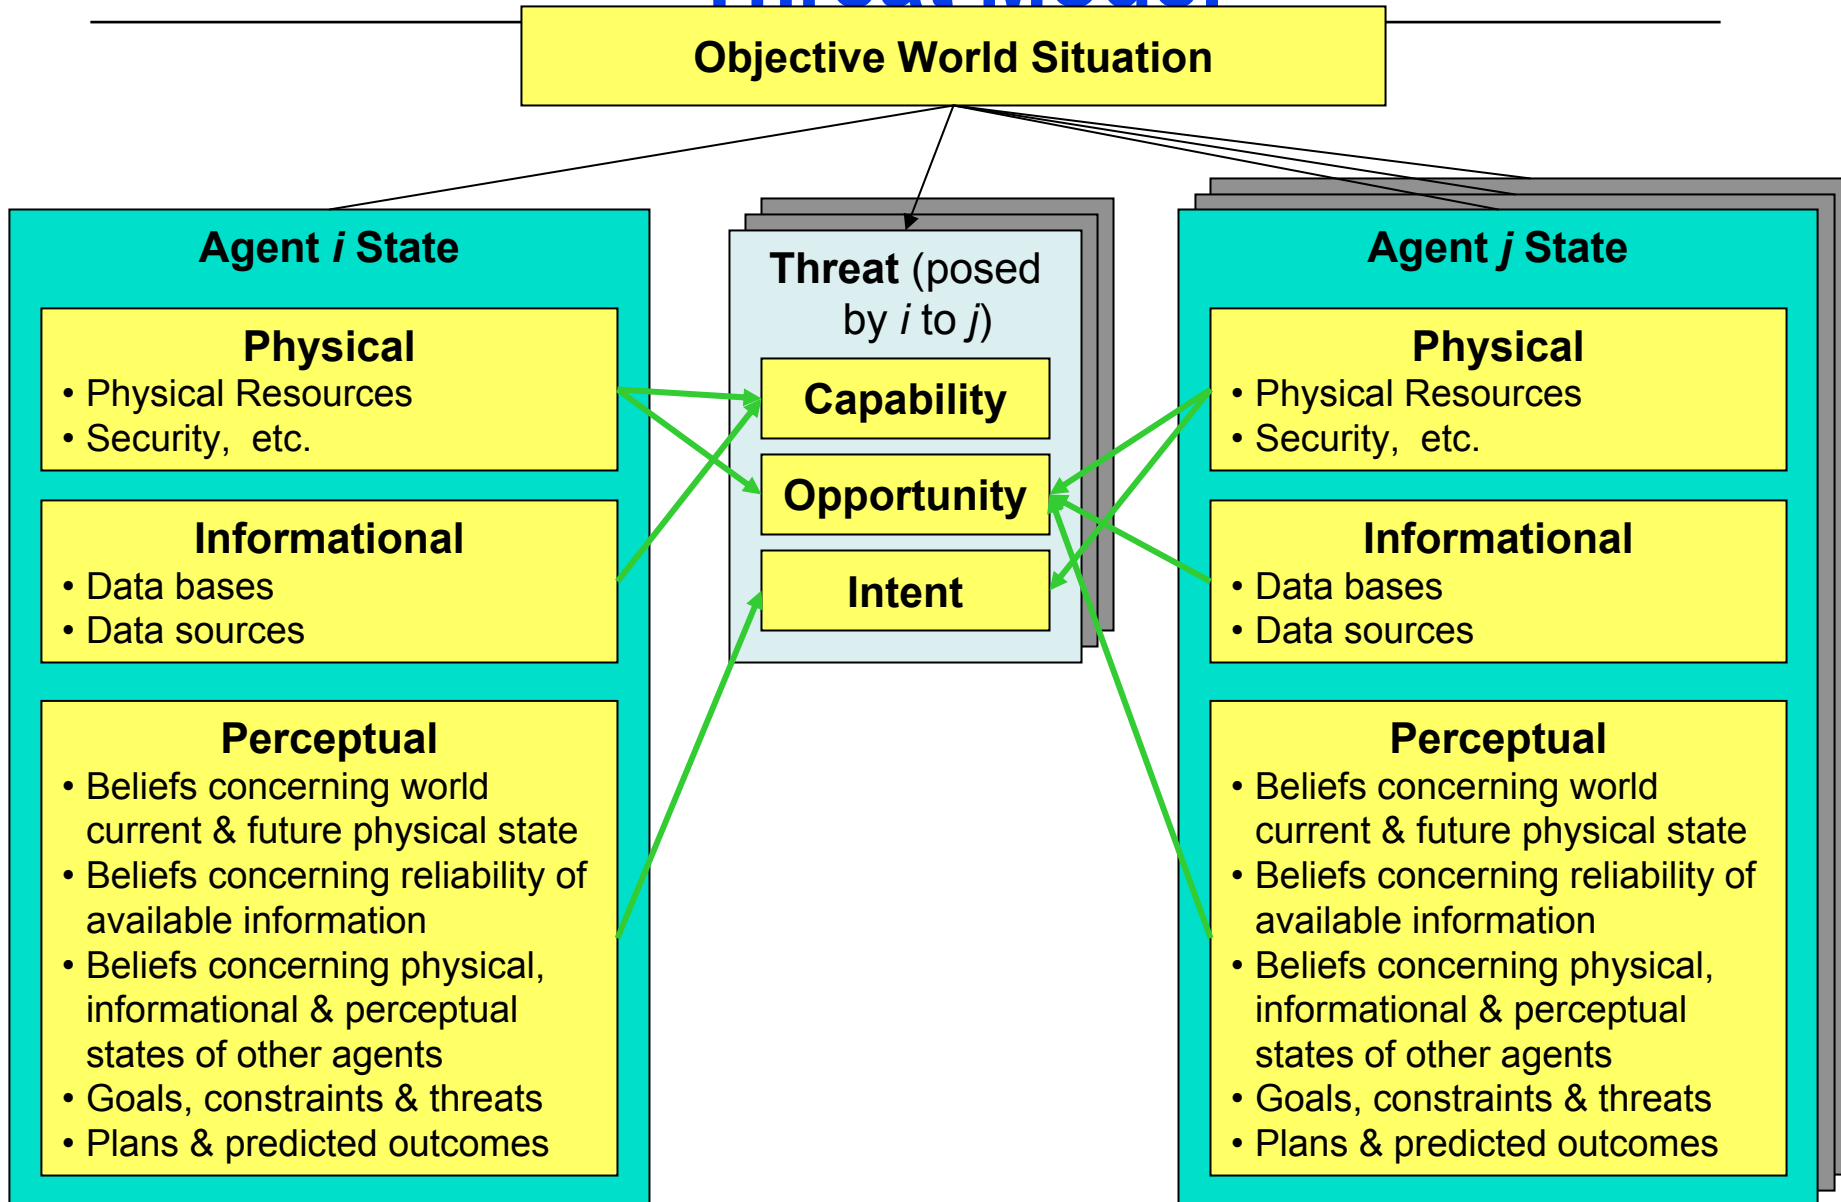 Threat Model
Objective World Situation
Agent i State
Physical
• Physical Resources
• Security, etc.
Informational
• Data bases
• Data sources
Perceptual
• Beliefs concerning world
current & future physical state
• Beliefs concerning reliability of
available information
• Beliefs concerning physical,
informational & perceptual
states of other agents
• Goals, constraints & threats
• Plans & predicted outcomes
Threat (posed
by i to j)
Capability
Opportunity
Intent
Agent j State
Physical
• Physical Resources
• Security, etc.
Informational
• Data bases
• Data sources
Perceptual
• Beliefs concerning world
current & future physical state
• Beliefs concerning reliability of
available information
• Beliefs concerning physical,
informational & perceptual
states of other agents
• Goals, constraints & threats
• Plans & predicted outcomes